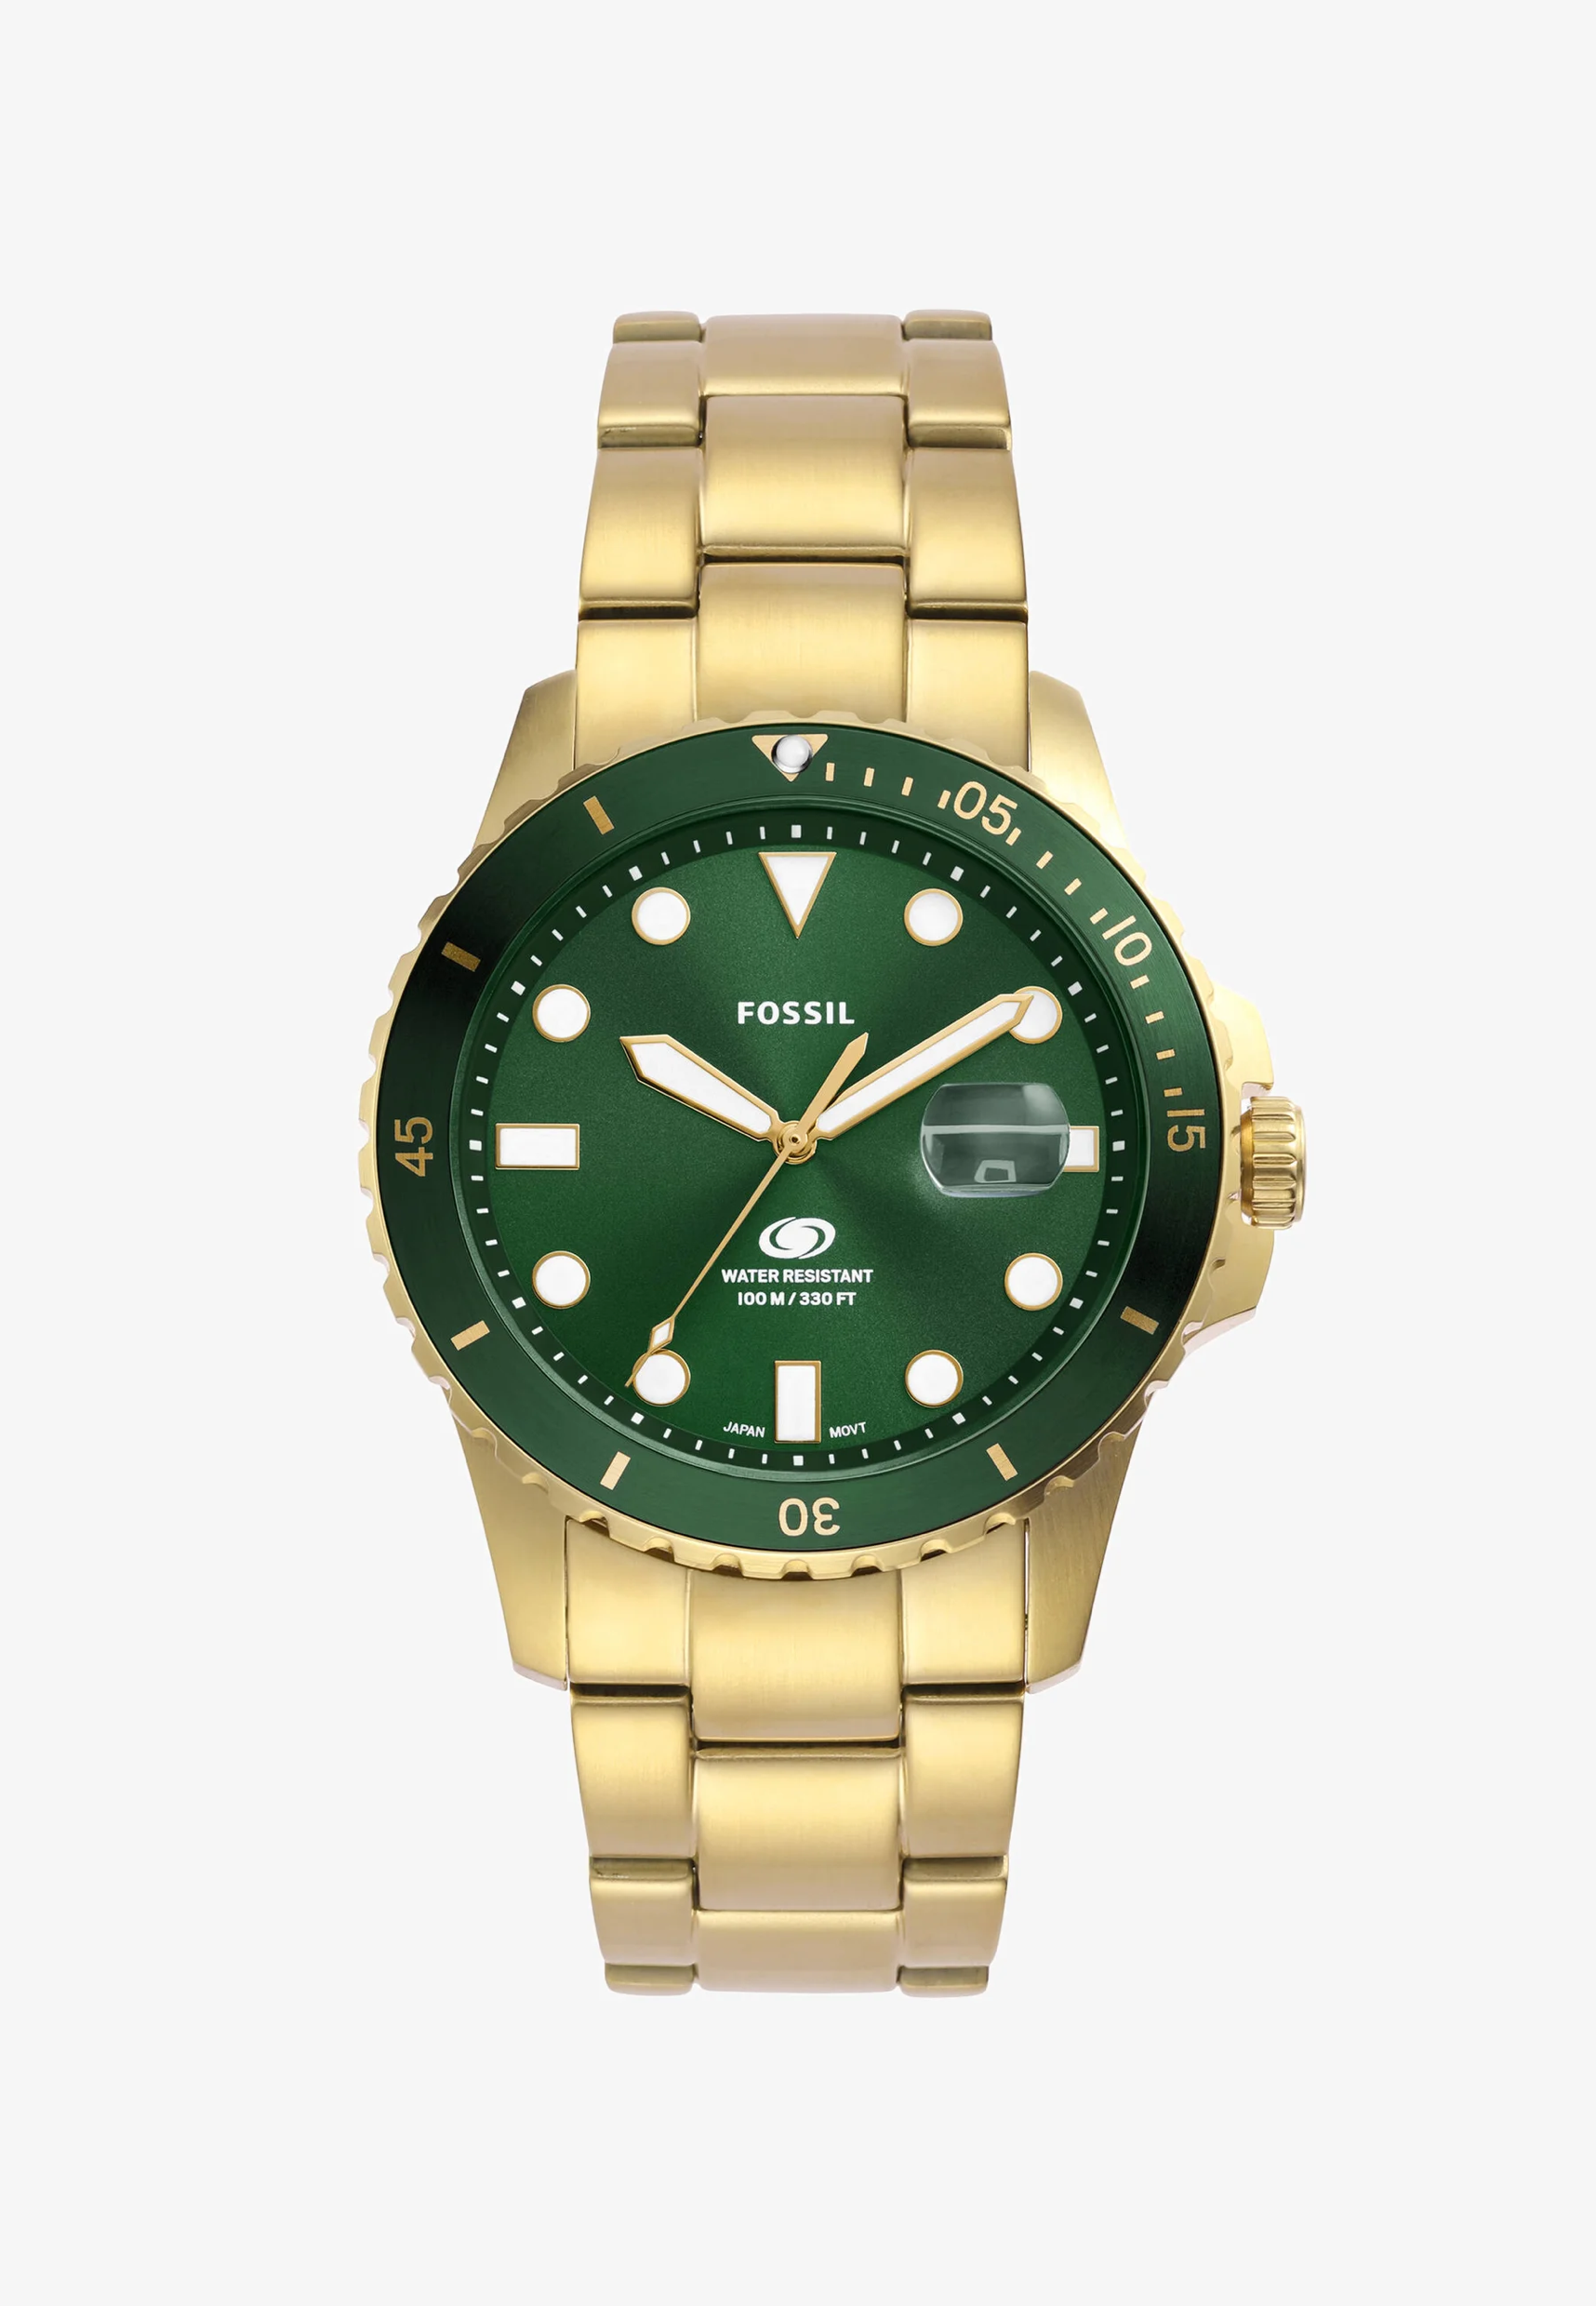 05
10
15
30
45
FOSSIL
WATER RESISTANT
100 M / 330 FT
JAPAN MOVT